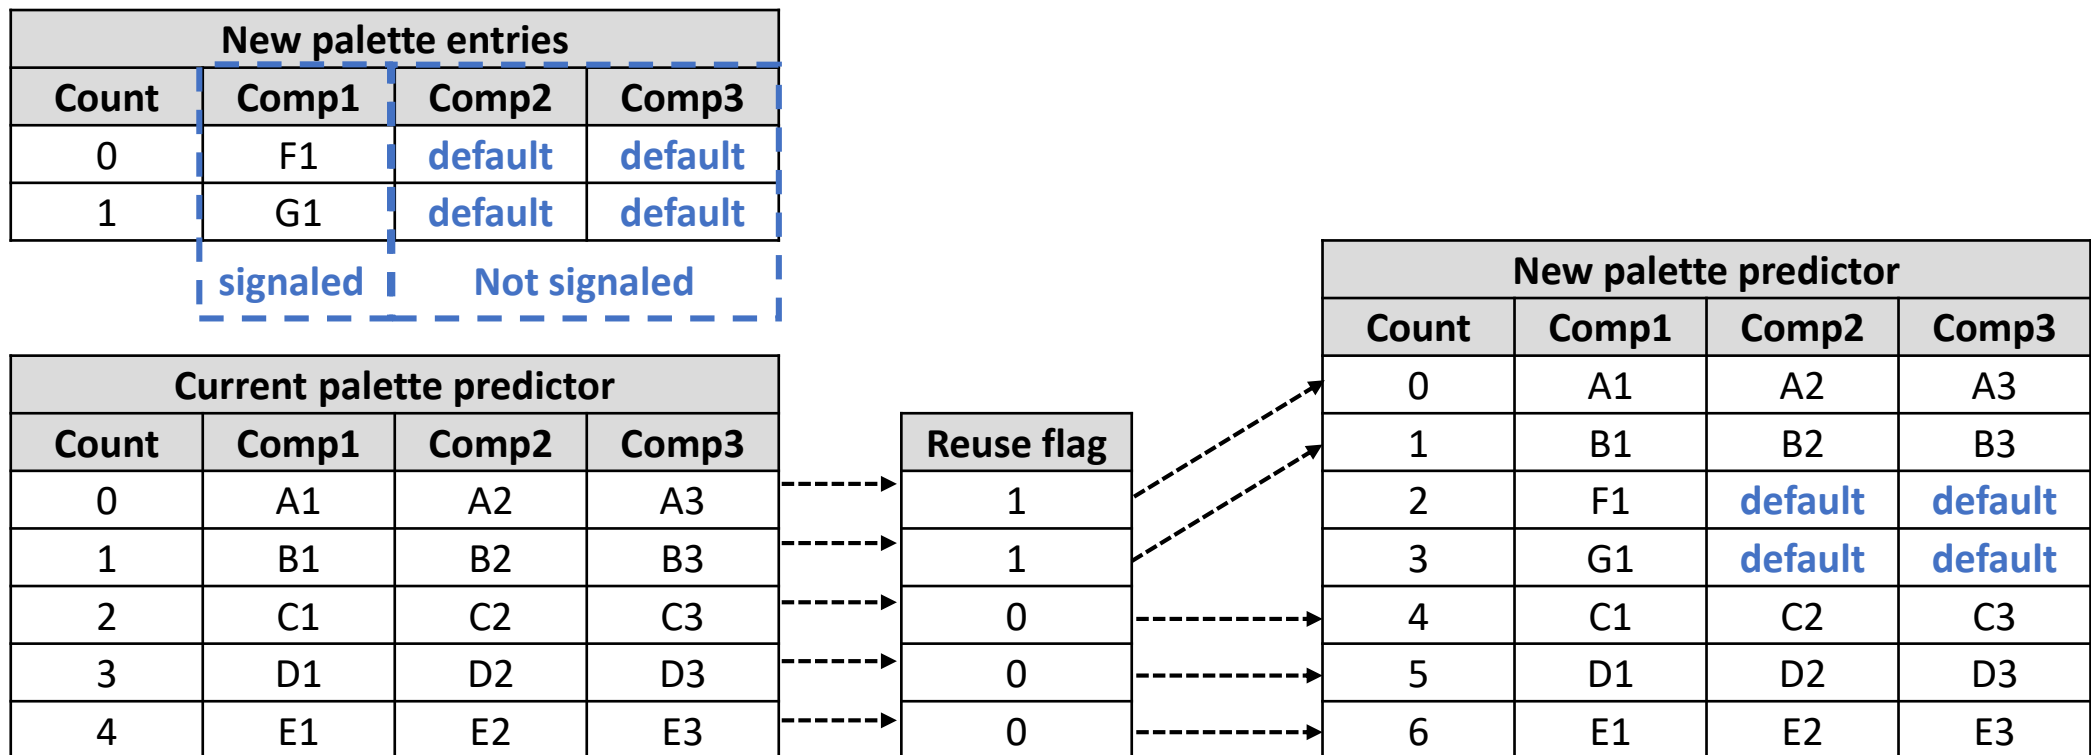 New palette entries
Count Comp1 Comp2 Comp3
0 F1 default default
1 G1 default default
signaled Not signaled
Current palette predictor
Count Comp1 Comp2 Comp3
0 A1 A2 A3
1 B1 B2 B3
2 C1 C2 C3
3 D1 D2 D3
4 E1 E2 E3
Reuse flag
1
1
0
0
0
New palette predictor
Count Comp1 Comp2 Comp3
0 A1 A2 A3
1 B1 B2 B3
2 F1 default default
3 G1 default default
4 C1 C2 C3
5 D1 D2 D3
6 E1 E2 E3